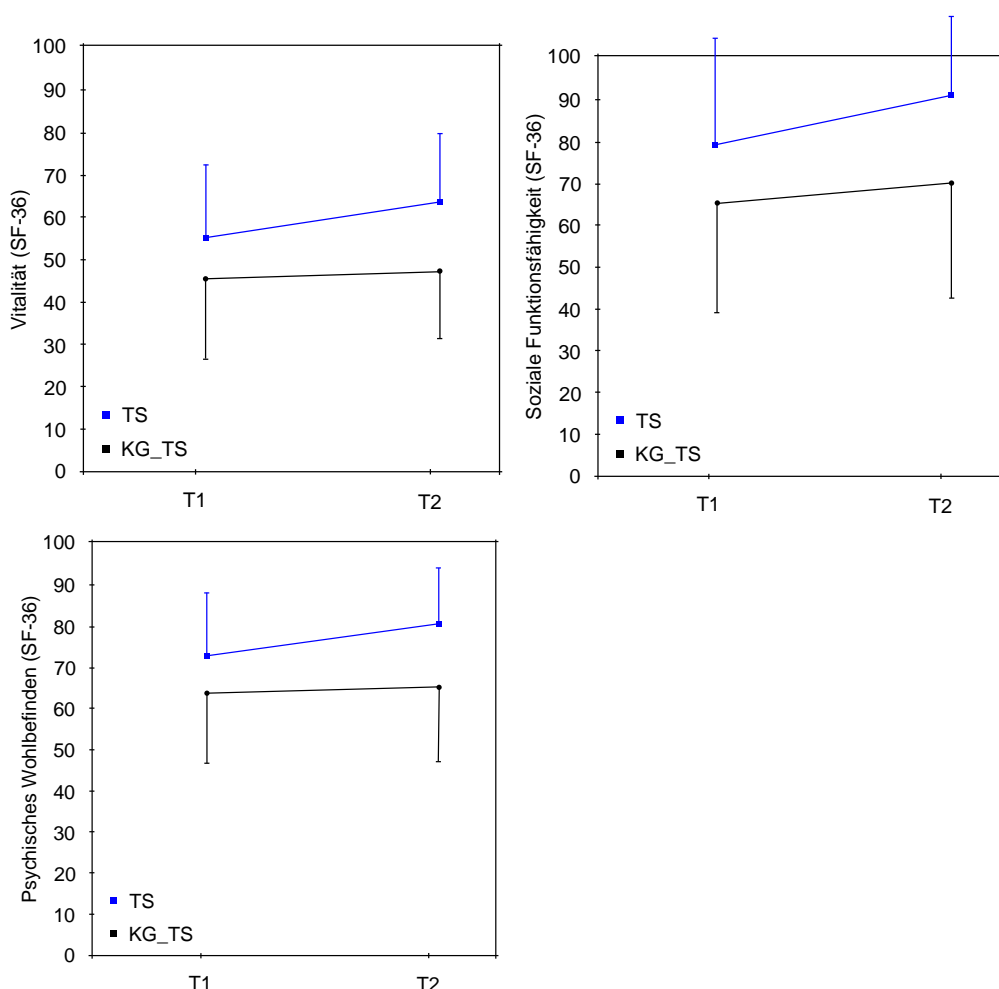 Vitalität (SF-36)
100
90
80
70
60
50
40
30
20
10
0
TS
KG_TS
T1
T2
Soziale Funktionsfähigkeit (SF-36)
100
90
80
70
60
50
40
30
20
10
0
TS
KG_TS
T1
T2
Psychisches Wohlbefinden (SF-36)
100
90
80
70
60
50
40
30
20
10
0
TS
KG_TS
T1
T2